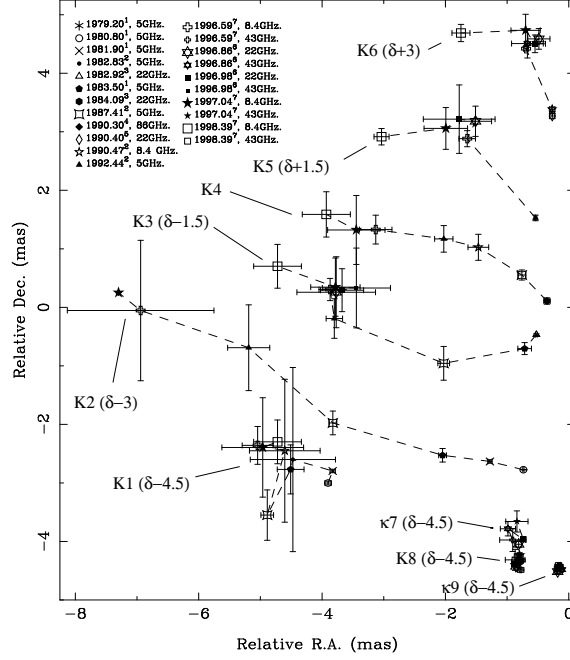 1979.20¹, 5GHz.
1980.80¹, 5GHz.
1981.90¹, 5GHz.
1982.83², 5GHz.
1982.92³, 22GHz.
1983.50¹, 5GHz.
1984.09³, 22GHz.
1987.41², 5GHz.
1990.30⁴, 86GHz.
1990.40⁵, 22GHz.
1990.47², 8.4 GHz.
1992.44², 5GHz.
1996.59⁷, 8.4GHz.
1996.59⁷, 43GHz.
1996.86⁶, 22GHz.
1996.86⁶, 43GHz.
1996.98⁶, 22GHz.
1996.98⁶, 43GHz.
1997.04⁷, 8.4GHz.
1997.04⁷, 43GHz.
1998.39⁷, 8.4GHz.
1998.39⁷, 43GHz.
K6 (δ+3)
K5 (δ+1.5)
K4
K3 (δ−1.5)
K2 (δ−3)
K1 (δ−4.5)
κ7 (δ−4.5)
K8 (δ−4.5)
κ9 (δ−4.5)
4
2
0
−2
−4
Relative Dec. (mas)
−8 −6 −4 −2 0
Relative R.A. (mas)